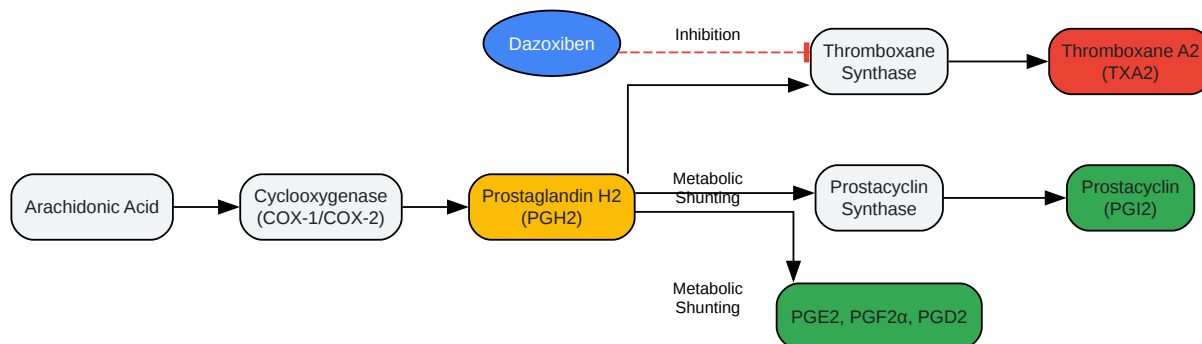 Dazoxiben
Inhibition
Thromboxane
Synthase
Thromboxane A2
(TXA2)
Arachidonic Acid
Cyclooxygenase
(COX-1/COX-2)
Prostaglandin H2
(PGH2)
Metabolic
Shunting
Prostacyclin
Synthase
Prostacyclin
(PGI2)
Metabolic
Shunting
PGE2, PGF2α, PGD2